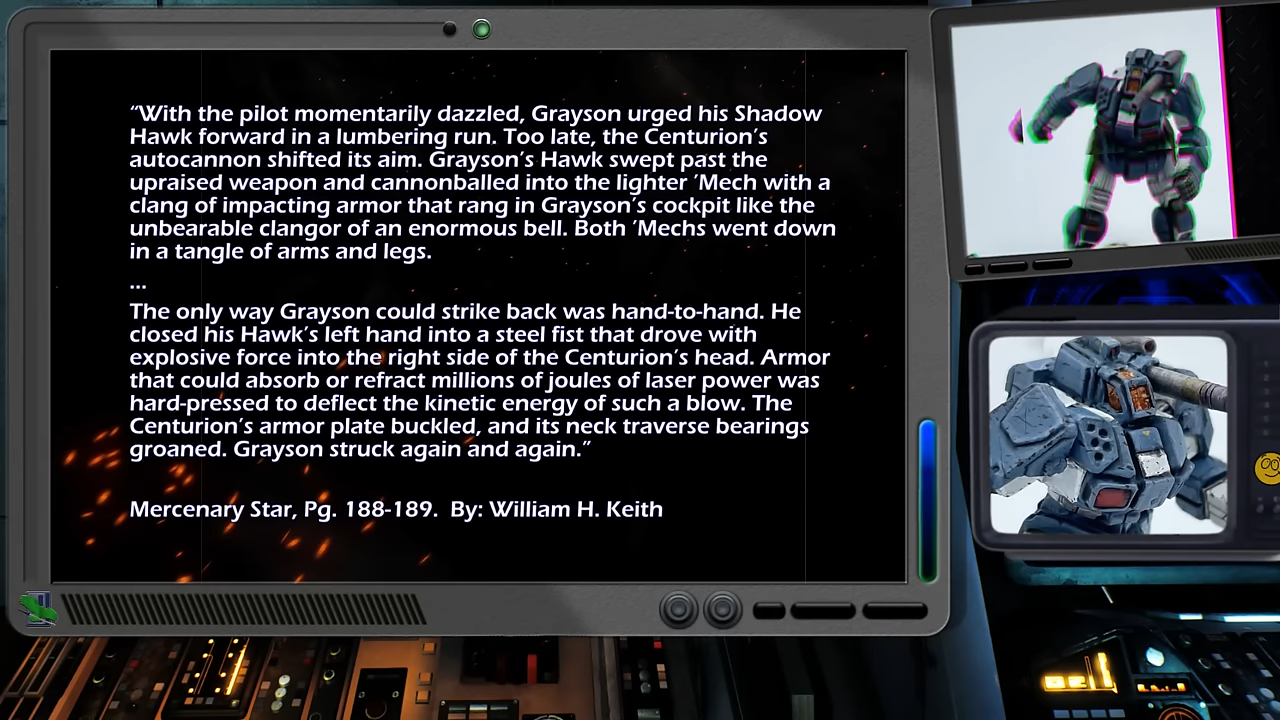 “With the pilot momentarily dazzled, Grayson urged his Shadow
Hawk forward in a lumbering run. Too late, the Centurion’s
autocannon shifted its aim. Grayson’s Hawk swept past the
upraised weapon and cannonballed into the lighter ’Mech with a
clang of impacting armor that rang in Grayson’s cockpit like the
unbearable clangor of an enormous bell. Both ’Mechs went down
in a tangle of arms and legs.
...
The only way Grayson could strike back was hand-to-hand. He
closed his Hawk’s left hand into a steel fist that drove with
explosive force into the right side of the Centurion’s head. Armor
that could absorb or refract millions of joules of laser power was
hard-pressed to deflect the kinetic energy of such a blow. The
Centurion’s armor plate buckled, and its neck traverse bearings
groaned. Grayson struck again and again.”
Mercenary Star, Pg. 188-189. By: William H. Keith